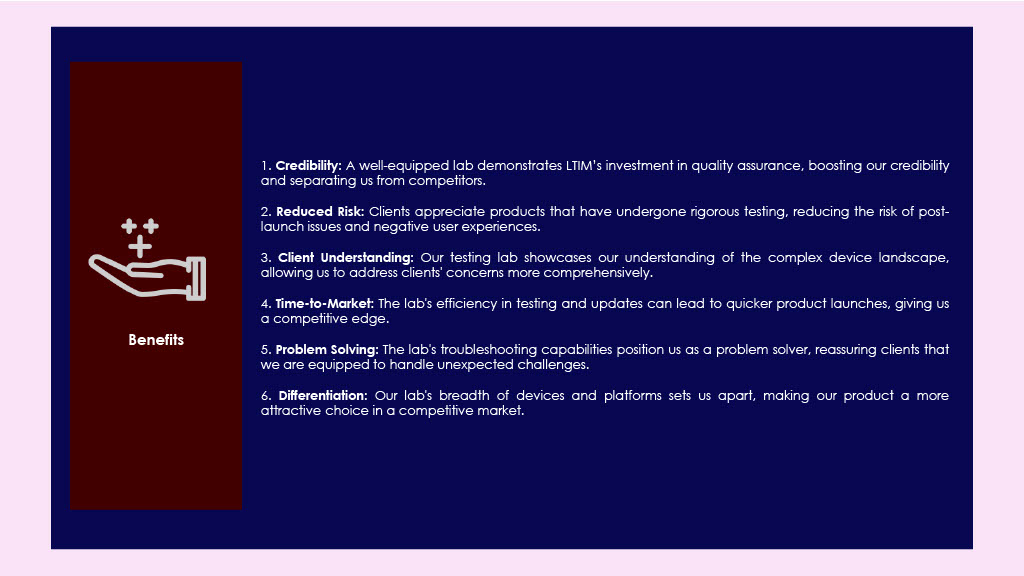 Benefits
1. Credibility: A well-equipped lab demonstrates LTIM's investment in quality assurance, boosting our credibility
and separating us from competitors.
2. Reduced Risk: Clients appreciate products that have undergone rigorous testing, reducing the risk of post-
launch issues and negative user experiences.
3. Client Understanding: Our testing lab showcases our understanding of the complex device landscape,
allowing us to address clients' concerns more comprehensively.
4. Time-to-Market: The lab's efficiency in testing and updates can lead to quicker product launches, giving us
a competitive edge.
5. Problem Solving: The lab's troubleshooting capabilities position us as a problem solver, reassuring clients that
we are equipped to handle unexpected challenges.
6. Differentiation: Our lab's breadth of devices and platforms sets us apart, making our product a more
attractive choice in a competitive market.